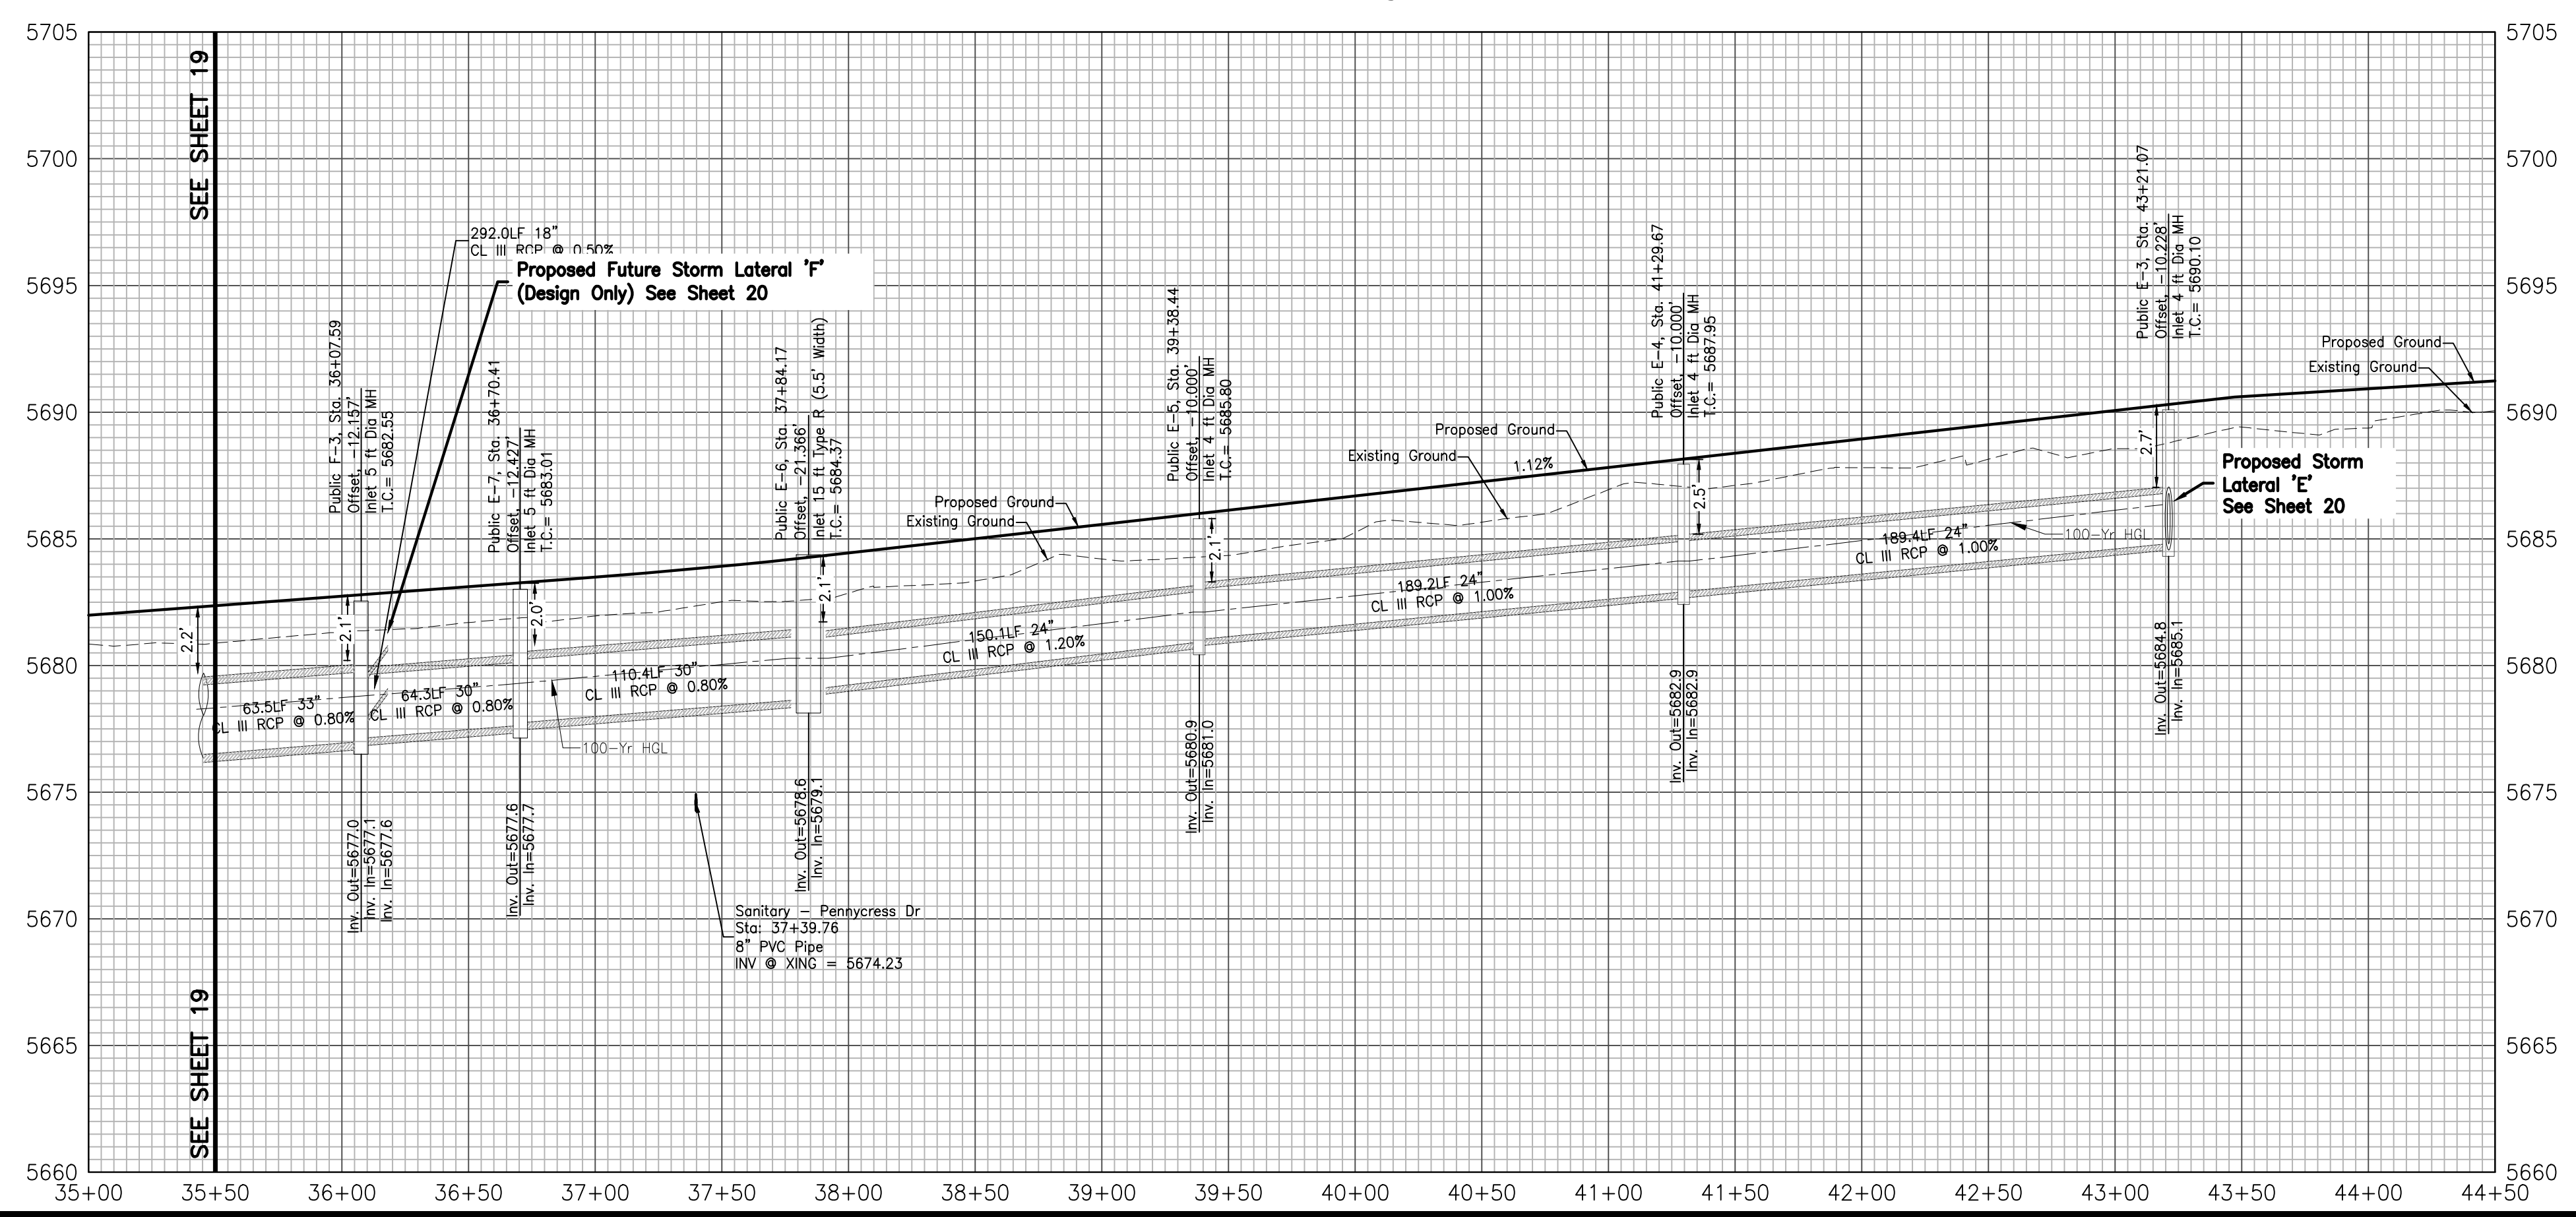 5705
5700
5695
5690
5685
5680
5675
5670
5665
5660
5705
5700
5695
5690
5685
5680
5675
5670
5665
5660
35+00
35+50
36+00
36+50
37+00
37+50
38+00
38+50
39+00
39+50
40+00
40+50
41+00
41+50
42+00
42+50
43+00
43+50
44+00
44+50
SEE SHEET 19
SEE SHEET 19
292.0LF 18"
CL III RCP @ 0.50%
Proposed Future Storm Lateral 'F'
(Design Only) See Sheet 20
Public F-3, Sta. 36+07.59
Offset, -12.157'
Inlet 5 ft Dia MH
T.C.= 5682.55
Public E-7, Sta. 36+70.41
Offset, -12.427'
Inlet 5 ft Dia MH
T.C.= 5683.01
Public E-6, Sta. 37+84.17
Offset, -21.366'
Inlet 15 ft Type R (5.5' Width)
T.C.= 5684.37
Public E-5, Sta. 39+38.44
Offset, -10.000'
Inlet 4 ft Dia MH
T.C.= 5685.80
Public E-4, Sta. 41+29.67
Offset, -10.000'
Inlet 4 ft Dia MH
T.C.= 5687.95
Public E-3, Sta. 43+21.07
Offset, -10.228'
Inlet 4 ft Dia MH
T.C.= 5690.10
Proposed Ground
Existing Ground
Proposed Ground
Existing Ground
1.12%
Proposed Ground
Existing Ground
2.2'
2.1'
2.0'
2.1'
2.1'
2.5'
2.7'
Proposed Storm
Lateral 'E'
See Sheet 20
63.5LF 33"
CL III RCP @ 0.80%
64.3LF 30"
CL III RCP @ 0.80%
110.4LF 30"
CL III RCP @ 0.80%
150.1LF 24"
CL III RCP @ 1.20%
189.2LF 24"
CL III RCP @ 1.00%
189.4LF 24"
CL III RCP @ 1.00%
100-Yr HGL
100-Yr HGL
Inv. Out=5677.0
Inv. In=5677.1
Inv. In=5677.6
Inv. Out=5677.6
Inv. In=5677.7
Inv. Out=5678.6
Inv. In=5679.1
Inv. Out=5680.9
Inv. In=5681.0
Inv. Out=5682.9
Inv. In=5682.9
Inv. Out=5684.8
Inv. In=5685.1
Sanitary - Pennycress Dr
Sta: 37+39.76
8" PVC Pipe
INV @ XING = 5674.23